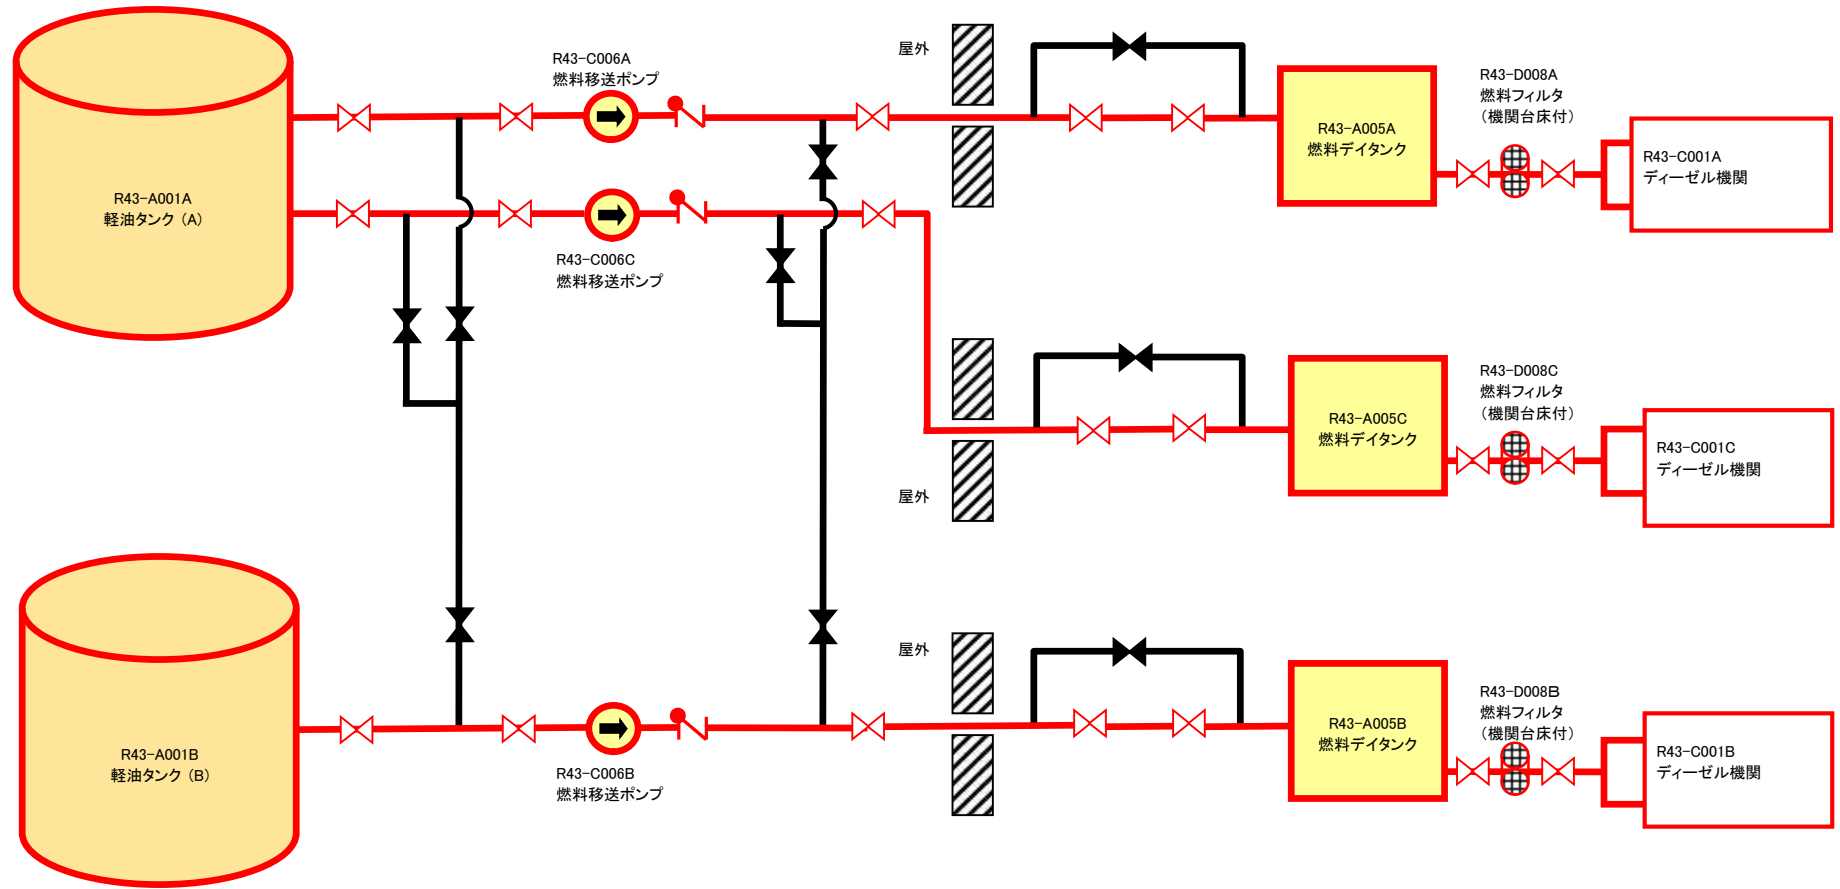 R43-C006A
燃料移送ポンプ
屋外
R43-A001A
軽油タンク（A）
R43-C006C
燃料移送ポンプ
R43-A005A
燃料デイタンク
R43-D008A
燃料フィルタ
（機関台床付）
R43-C001A
ディーゼル機関
屋外
R43-A005C
燃料デイタンク
R43-D008C
燃料フィルタ
（機関台床付）
R43-C001C
ディーゼル機関
R43-A001B
軽油タンク（B）
R43-C006B
燃料移送ポンプ
屋外
R43-A005B
燃料デイタンク
R43-D008B
燃料フィルタ
（機関台床付）
R43-C001B
ディーゼル機関